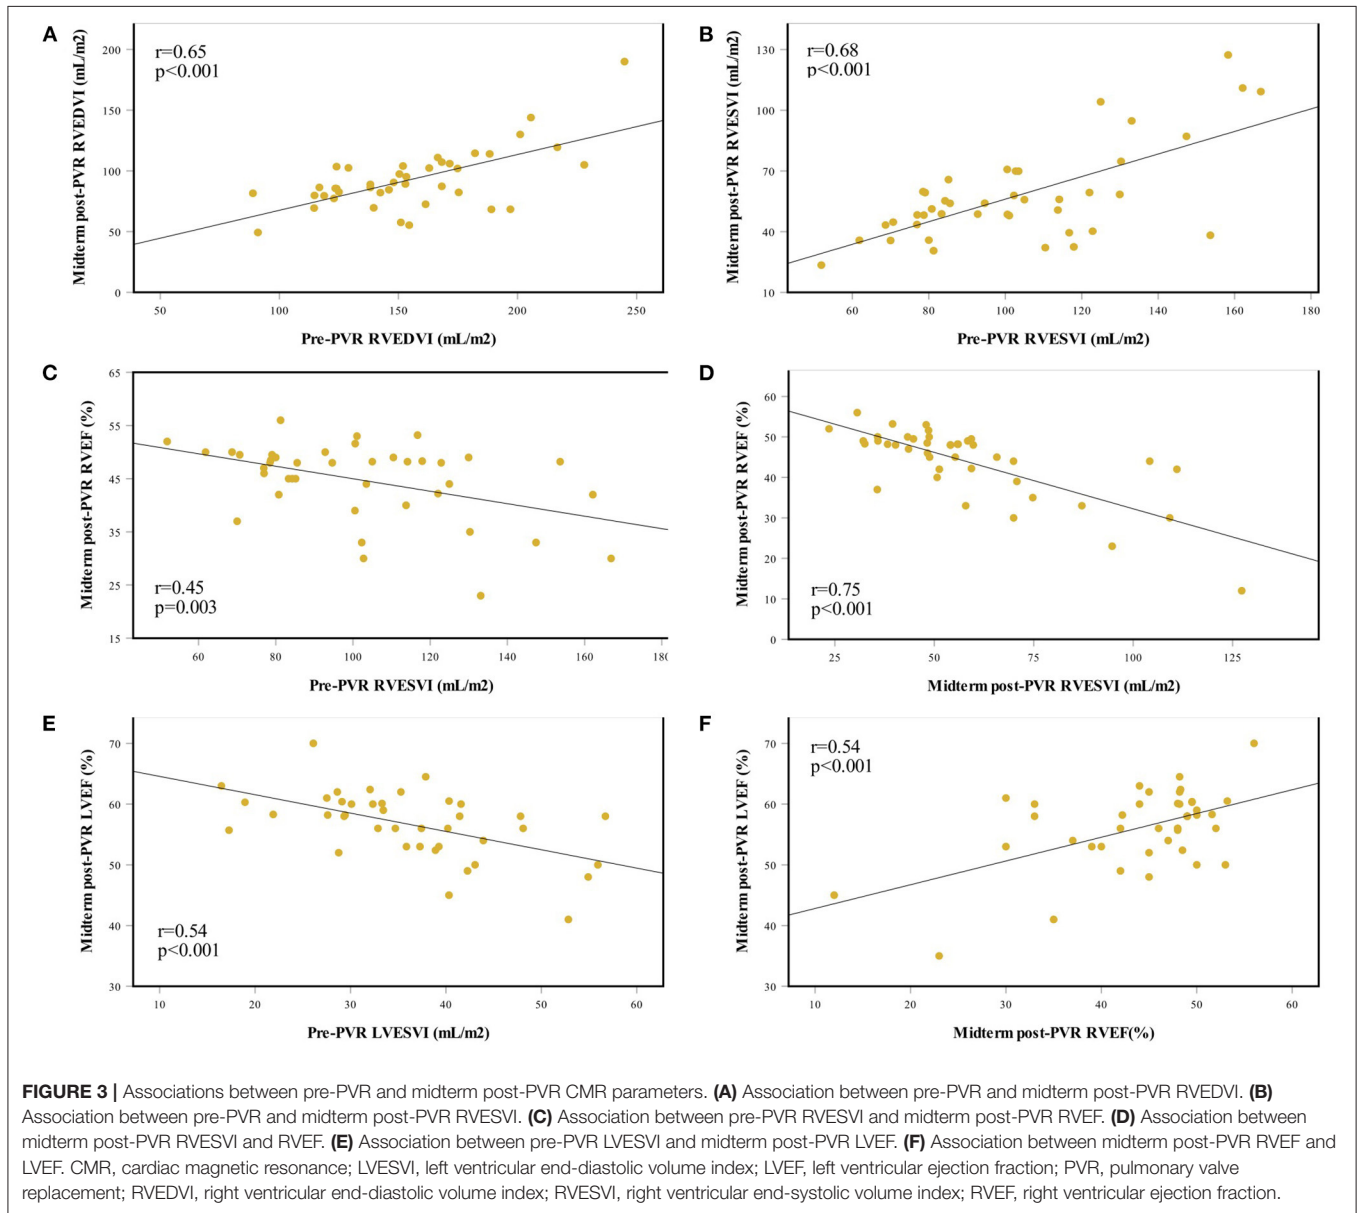 A
Midterm post-PVR RVEDVI (mL/m2)
r=0.65
p<0.001
200
150
100
50
0
50 100 150 200 250
Pre-PVR RVEDVI (mL/m2)
B
Midterm post-PVR RVESVI (mL/m2)
r=0.68
p<0.001
130
100
70
40
10
60 80 100 120 140 160 180
Pre-PVR RVESVI (mL/m2)
C
Midterm post-PVR RVEF (%)
65
55
45
35
25
15
r=0.45
p=0.003
60 80 100 120 140 160 180
Pre-PVR RVESVI (mL/m2)
D
Midterm post-PVR RVEF (%)
60
50
40
30
20
10
0
r=0.75
p<0.001
25 50 75 100 125
Midterm post-PVR RVESVI (mL/m2)
E
Midterm post-PVR LVEF (%)
70
60
50
40
30
r=0.54
p<0.001
10 20 30 40 50 60
Pre-PVR LVESVI (mL/m2)
F
Midterm post-PVR LVEF (%)
r=0.54
p<0.001
70
60
50
40
30
10 20 30 40 50 60
Midterm post-PVR RVEF(%)
FIGURE 3 | Associations between pre-PVR and midterm post-PVR CMR parameters. (A) Association between pre-PVR and midterm post-PVR RVEDVI. (B)
Association between pre-PVR and midterm post-PVR RVESVI. (C) Association between pre-PVR RVESVI and midterm post-PVR RVEF. (D) Association between
midterm post-PVR RVESVI and RVEF. (E) Association between pre-PVR LVESVI and midterm post-PVR LVEF. (F) Association between midterm post-PVR RVEF and
LVEF. CMR, cardiac magnetic resonance; LVESVI, left ventricular end-diastolic volume index; LVEF, left ventricular ejection fraction; PVR, pulmonary valve
replacement; RVEDVI, right ventricular end-diastolic volume index; RVESVI, right ventricular end-systolic volume index; RVEF, right ventricular ejection fraction.